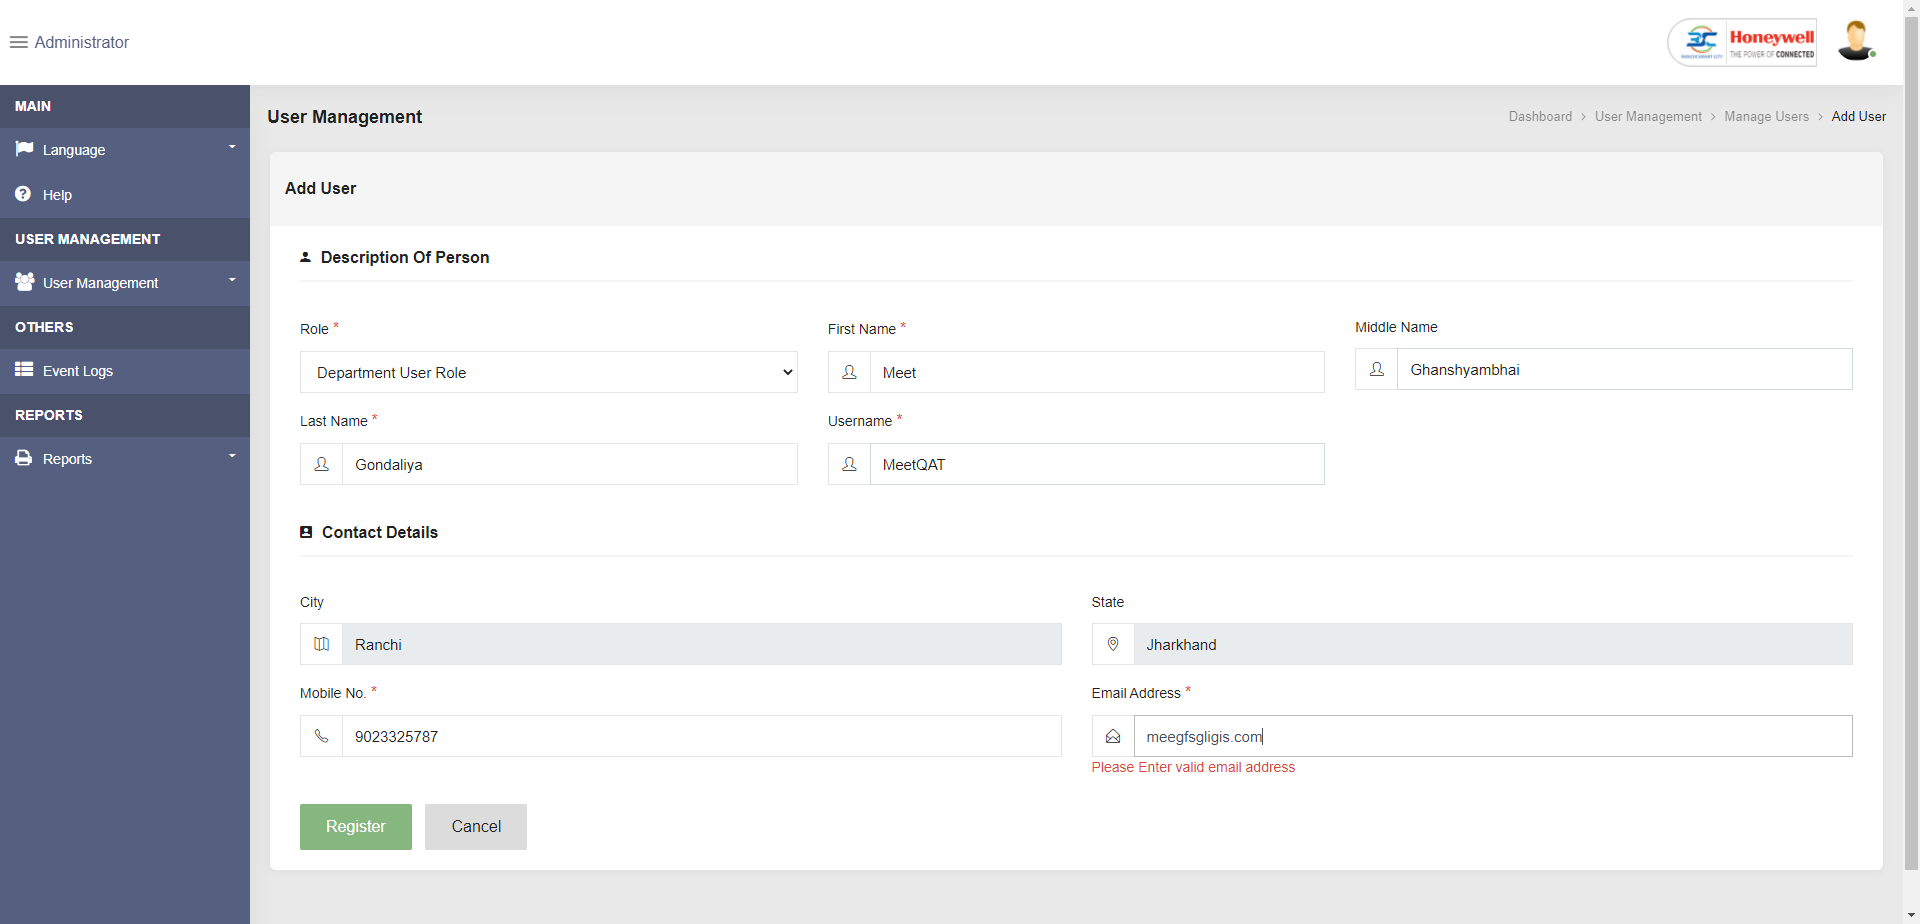 Administrator
Honeywell
THE POWER OF CONNECTED
MAIN
Language
Help
USER MANAGEMENT
User Management
OTHERS
Event Logs
REPORTS
Reports
User Management
Dashboard > User Management > Manage Users > Add User
Add User
Description Of Person
Role * First Name * Middle Name
Department User Role Meet Ghanshyambhai
Last Name * Username *
Gondaliya MeetQAT
Contact Details
City State
Ranchi Jharkhand
Mobile No. * Email Address *
9023325787 meegfsgligis.com
Please Enter valid email address
Register Cancel